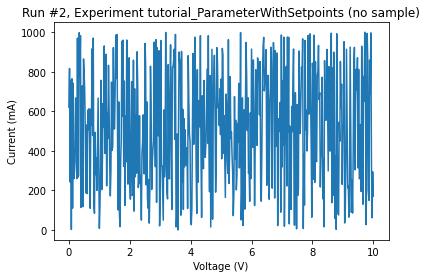 Run #2, Experiment tutorial_ParameterWithSetpoints (no sample)
1000
800
600
400
200
0
Current (mA)
0 2 4 6 8 10
Voltage (V)